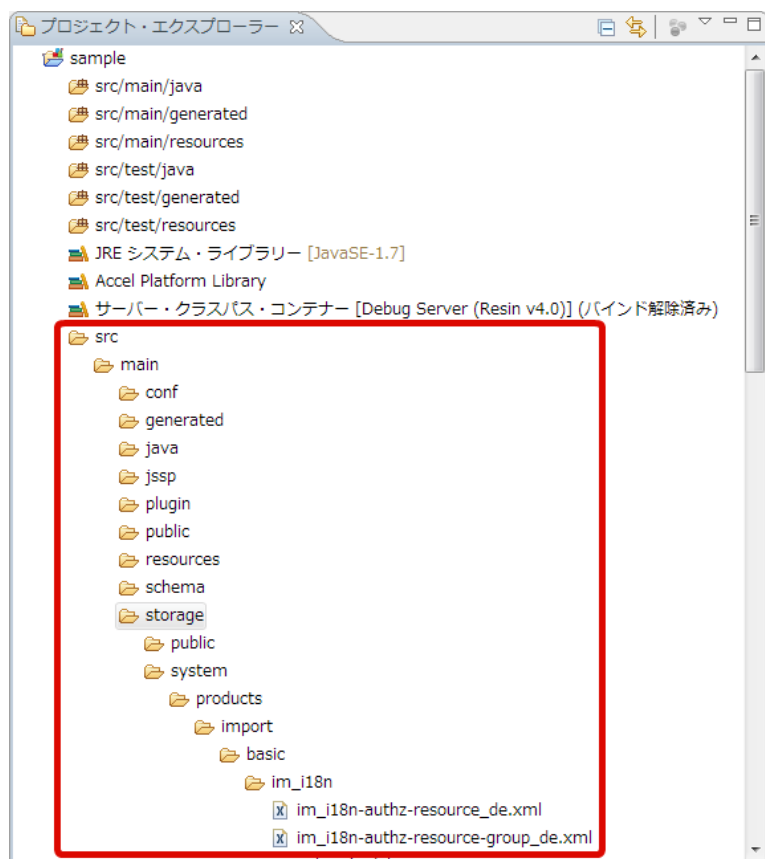 プロジェクト・エクスプローラー
sample
src/main/java
src/main/generated
src/main/resources
src/test/java
src/test/generated
src/test/resources
JRE システム・ライブラリー [JavaSE-1.7]
Accel Platform Library
サーバー・クラスパス・コンテナー [Debug Server (Resin v4.0)] (バインド解除済み)
src
main
conf
generated
java
jssp
plugin
public
resources
schema
storage
public
system
products
import
basic
im_i18n
im_i18n-authz-resource_de.xml
im_i18n-authz-resource-group_de.xml